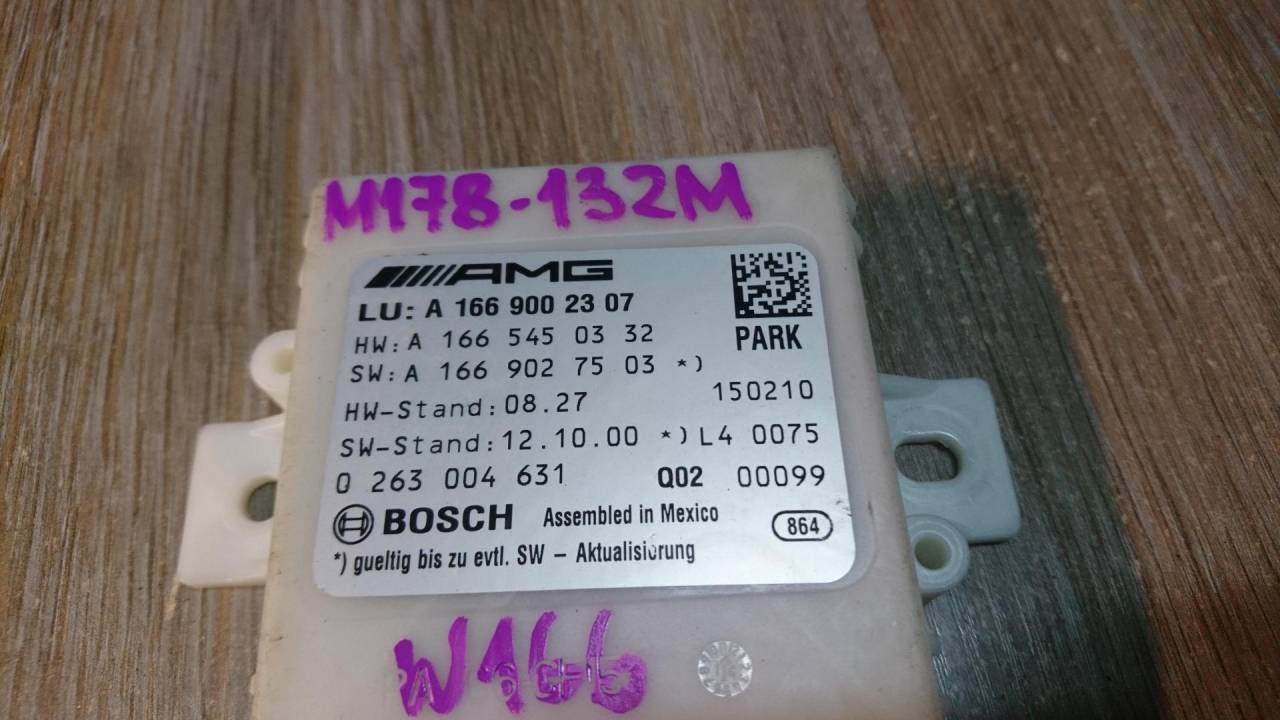 M178-132M
AMG
LU: A 166 900 23 07
HW: A 166 545 03 32
PARK
SW: A 166 902 75 03 *)
HW-Stand: 08.27
150210
SW-Stand: 12.10.00 *) L4 0075
0 263 004 631 Q02 00099
BOSCH Assembled in Mexico 864
*) gueltig bis zu evtl. SW - Aktualisierung
W166